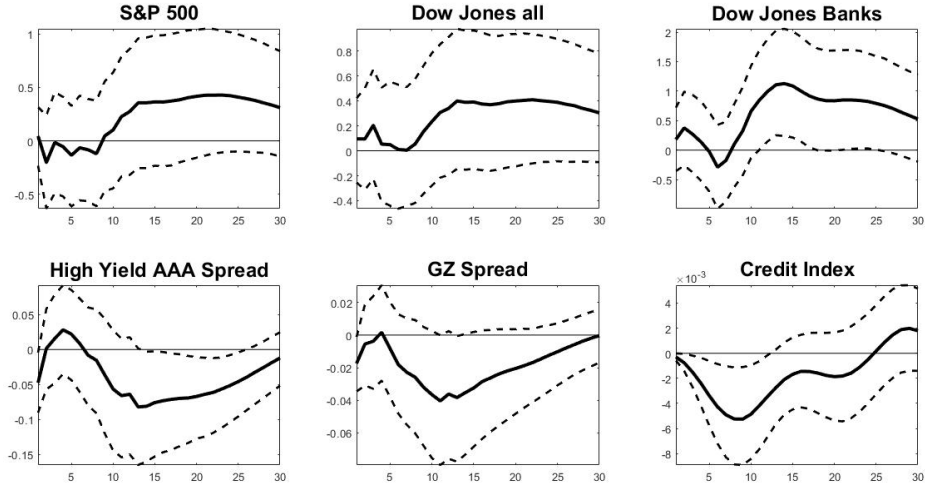 S&P 500
1
0.5
0
-0.5
5 10 15 20 25 30
Dow Jones all
0.8
0.6
0.4
0.2
0
-0.2
-0.4
5 10 15 20 25 30
Dow Jones Banks
2
1.5
1
0.5
0
-0.5
5 10 15 20 25 30
High Yield AAA Spread
0.05
0
-0.05
-0.1
-0.15
5 10 15 20 25 30
GZ Spread
0.02
0
-0.02
-0.04
-0.06
5 10 15 20 25 30
Credit Index
×10⁻³
4
2
0
-2
-4
-6
-8
5 10 15 20 25 30